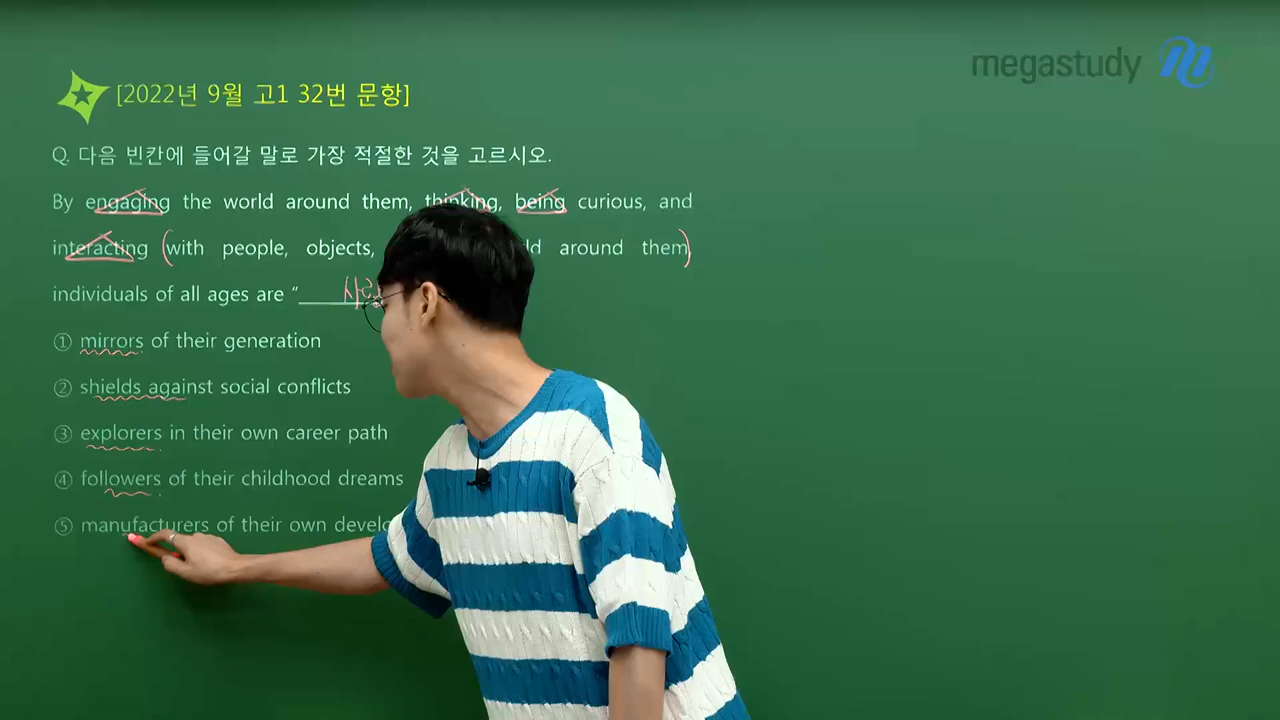 megastudy
[2022년 9월 고1 32번 문항]
Q. 다음 빈칸에 들어갈 말로 가장 적절한 것을 고르시오.
By engaging the world around them, thinking, being curious, and
interacting (with people, objects, around them)
individuals of all ages are “
① mirrors of their generation
② shields against social conflicts
③ explorers in their own career path
④ followers of their childhood dreams
⑤ manufacturers of their own